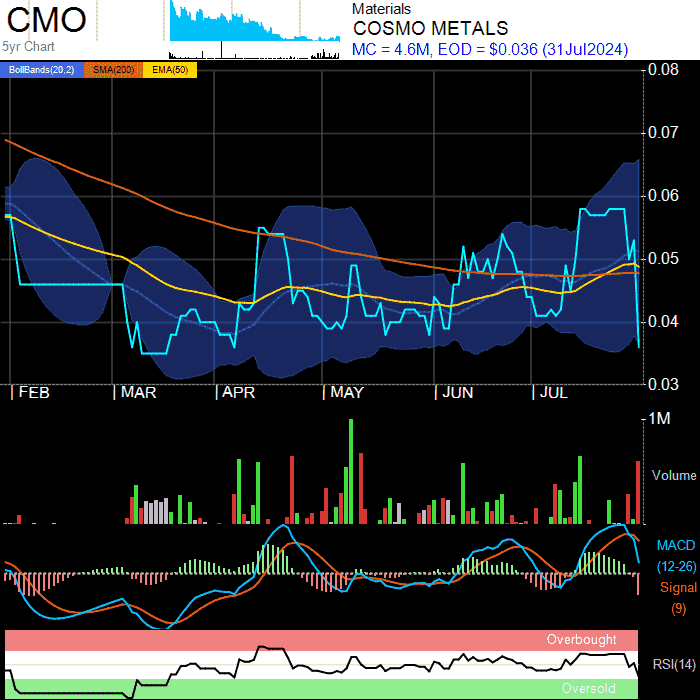 CMO
5yr Chart
Materials
COSMO METALS
MC = 4.6M, EOD = $0.036 (31Jul2024)
BollBands(20,2) SMA(200) EMA(50)
0.08
0.07
0.06
0.05
0.04
0.03
FEB MAR APR MAY JUN JUL
1M
Volume
MACD
(12-26)
Signal
(9)
Overbought
RSI(14)
Oversold